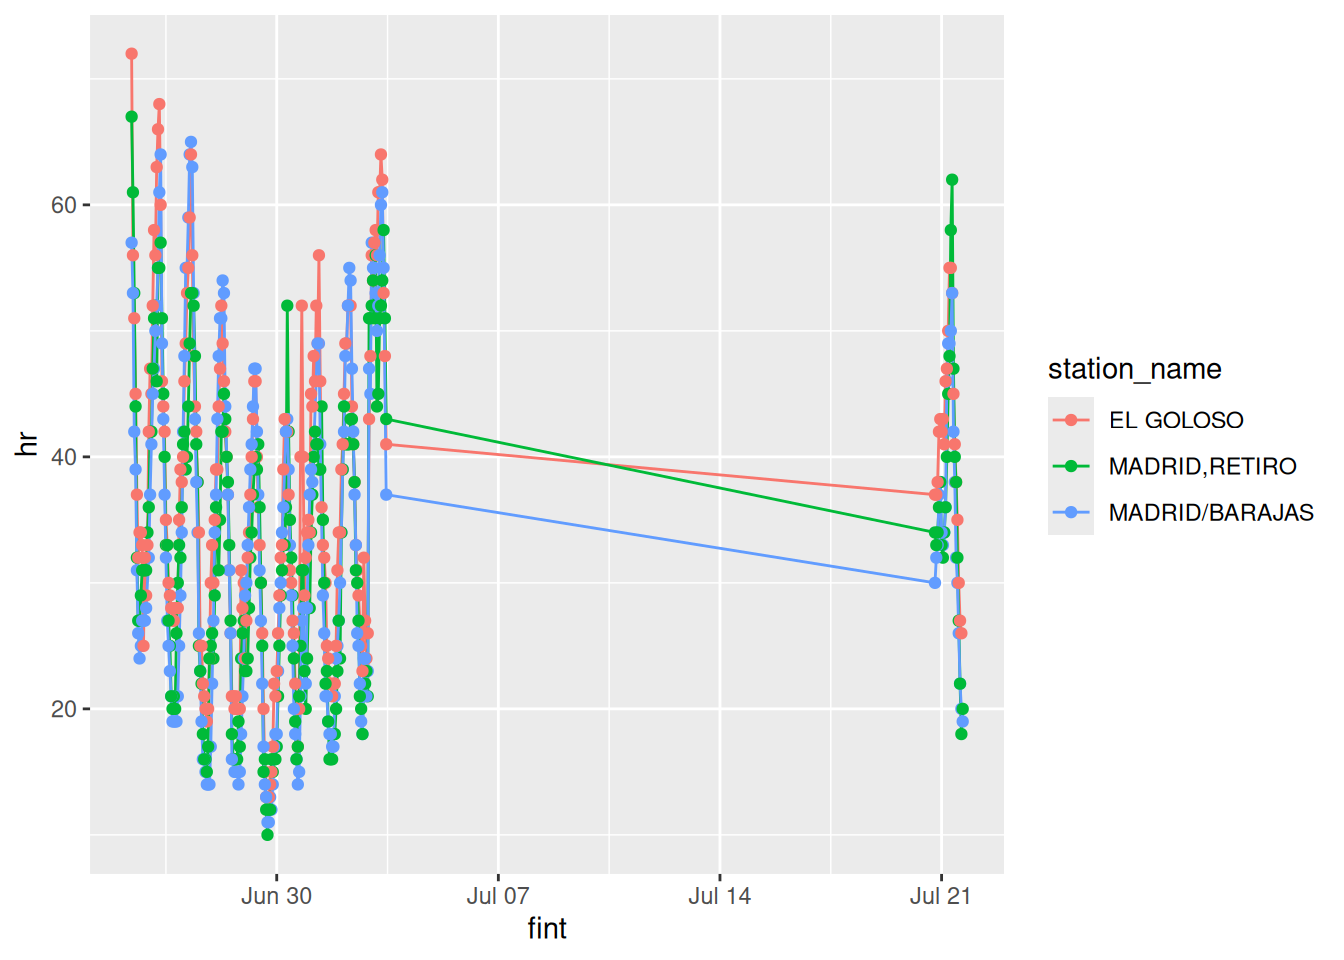 hr
60
40
20
Jun 30
Jul 07
Jul 14
Jul 21
fint
station_name
EL GOLOSO
MADRID,RETIRO
MADRID/BARAJAS